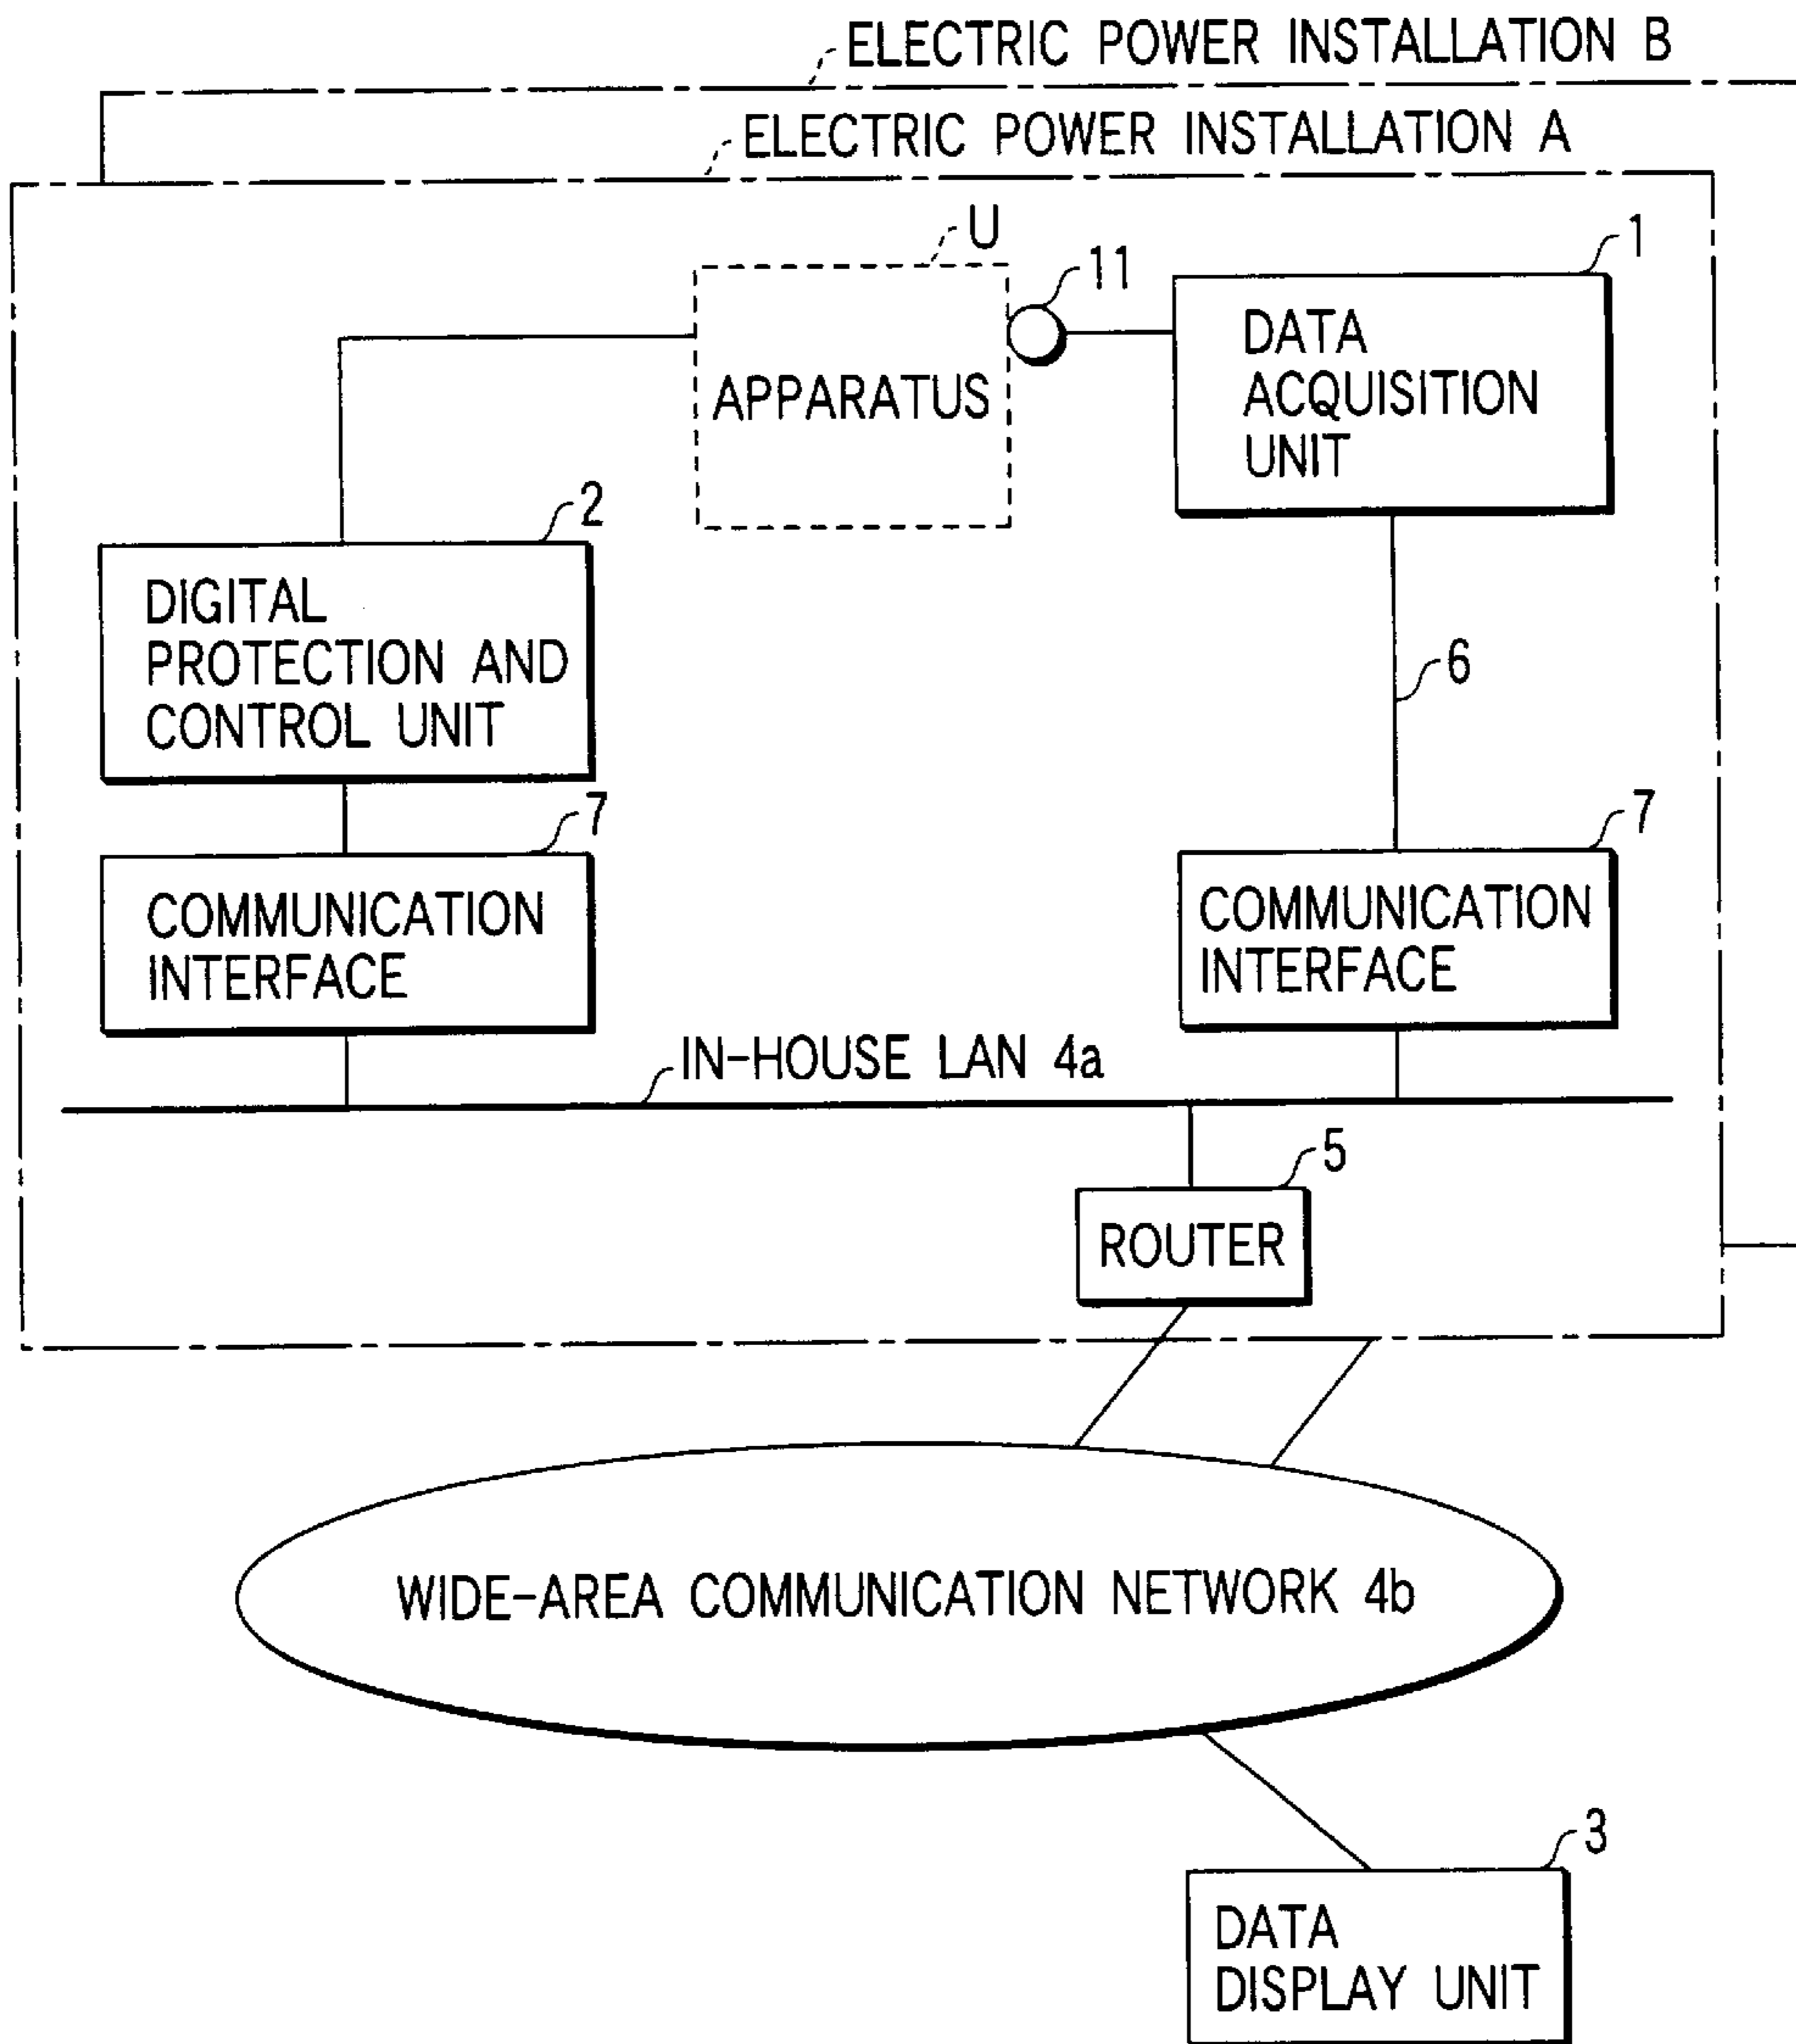 ELECTRIC POWER INSTALLATION B
ELECTRIC POWER INSTALLATION A
U
11
1
APPARATUS
DATA
ACQUISITION
UNIT
2
DIGITAL
PROTECTION AND
CONTROL UNIT
6
7
COMMUNICATION
INTERFACE
7
COMMUNICATION
INTERFACE
IN-HOUSE LAN 4a
5
ROUTER
WIDE-AREA COMMUNICATION NETWORK 4b
3
DATA
DISPLAY UNIT